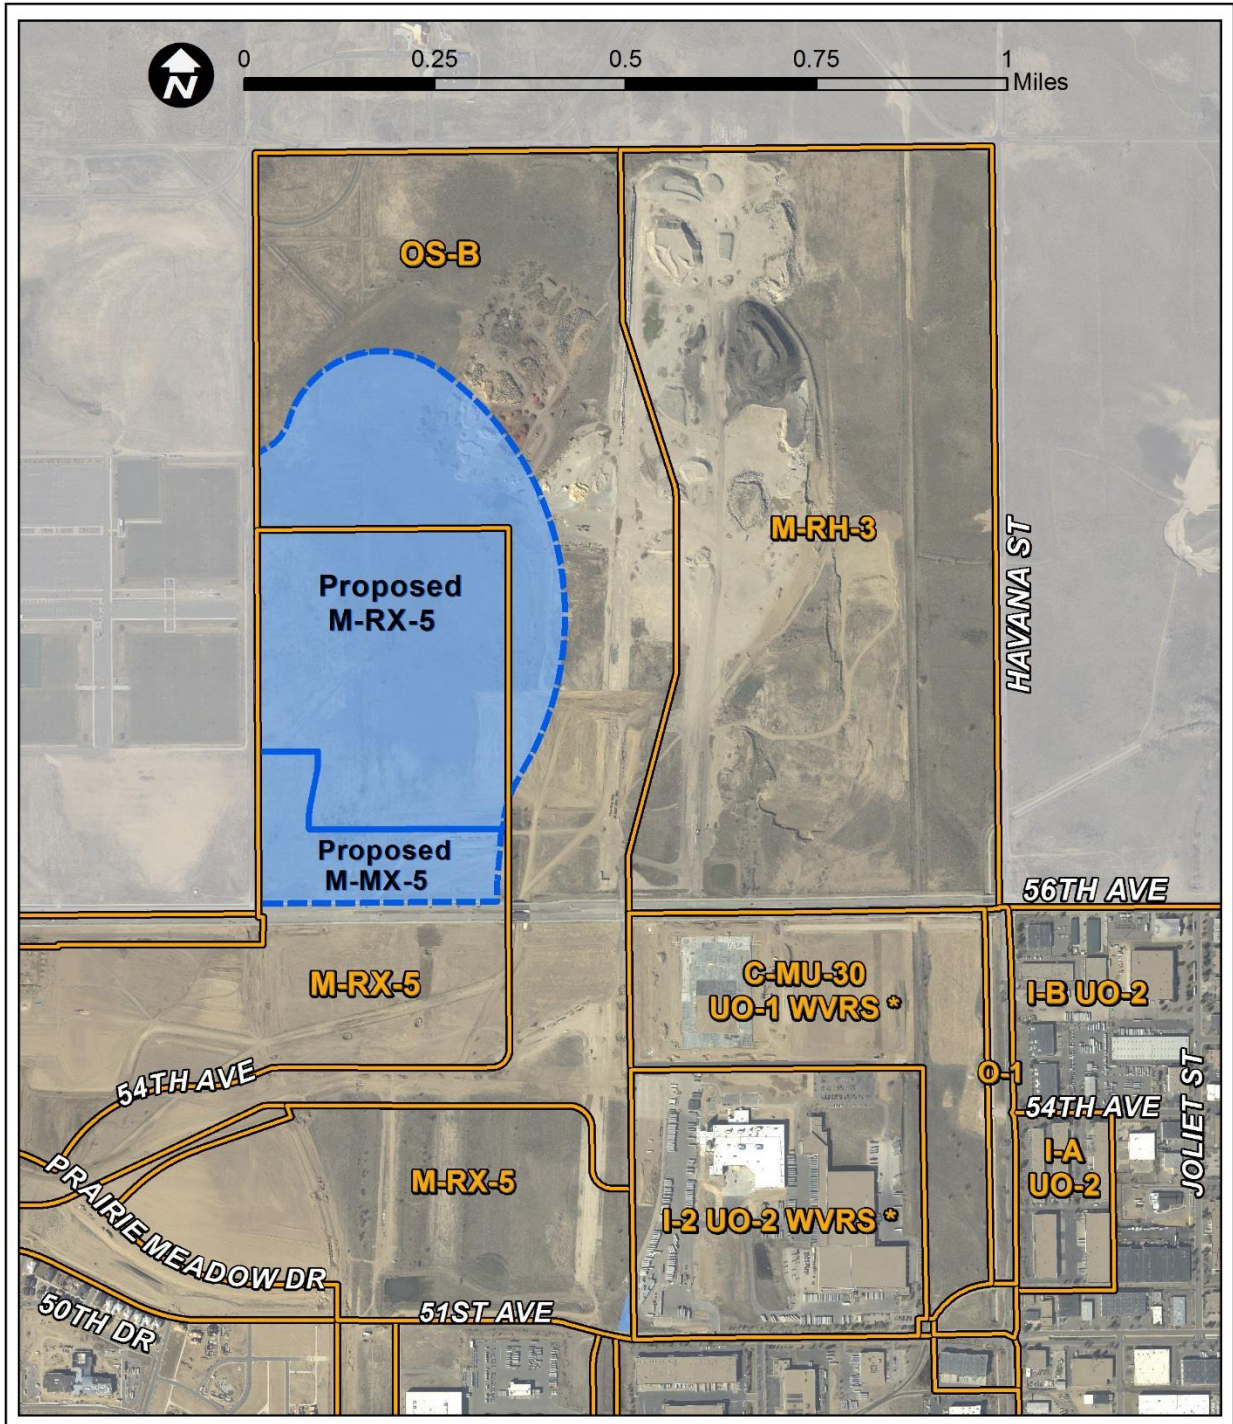 0 0.25 0.5 0.75 1
N Miles
OS-B
M-RH-3
Proposed
M-RX-5
HAVANA ST
Proposed
M-MX-5
56TH AVE
M-RX-5
C-MU-30
UO-1 WVRS *
I-B UO-2
54TH AVE
O-1
54TH AVE
JOLIET ST
I-A
UO-2
M-RX-5
PRAIRIE MEADOW DR
I-2 UO-2 WVRS *
50TH DR
51ST AVE